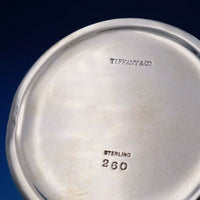 TIFFANY & CO
STERLING
260